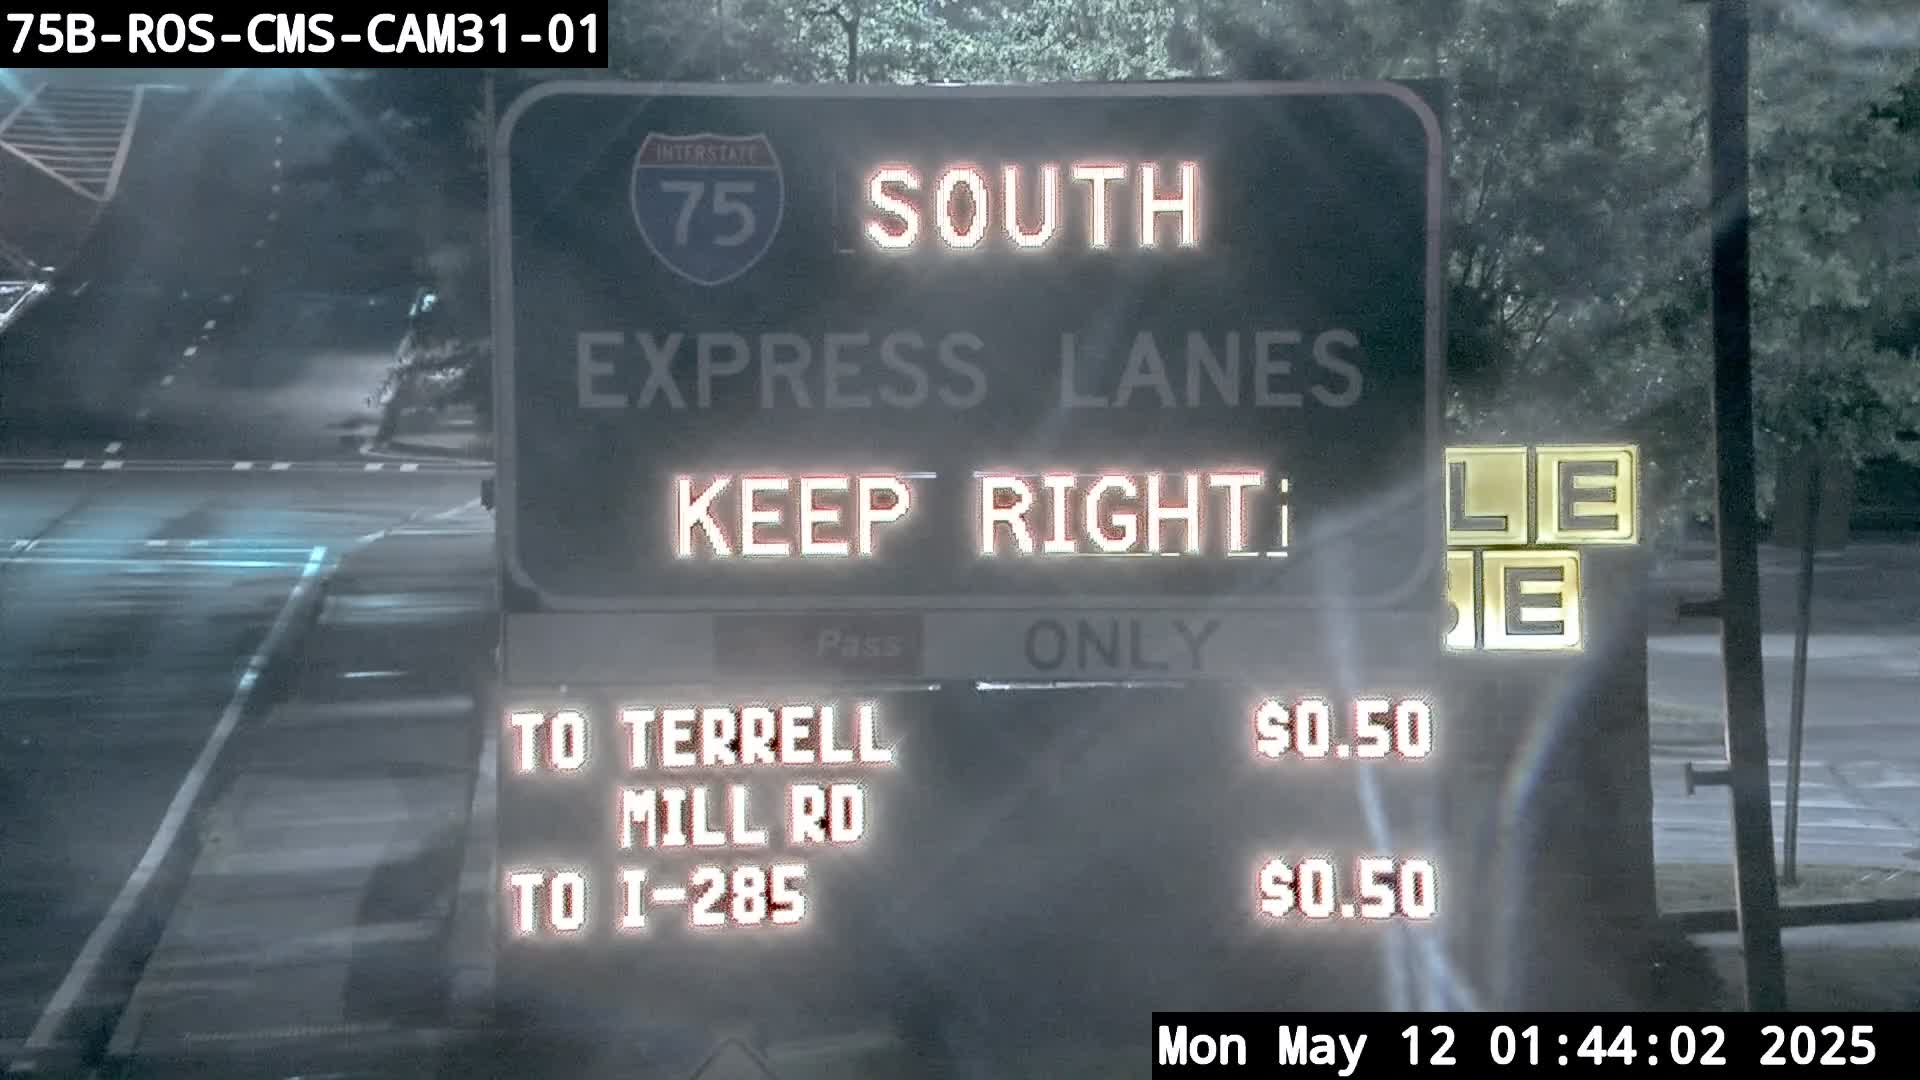 75B-ROS-CMS-CAM31-01
INTERSTATE
75
SOUTH
EXPRESS LANES
KEEP RIGHT
Pass ONLY
TO TERRELL $0.50
MILL RD
TO I-285 $0.50
LE
E
Mon May 12 01:44:02 2025